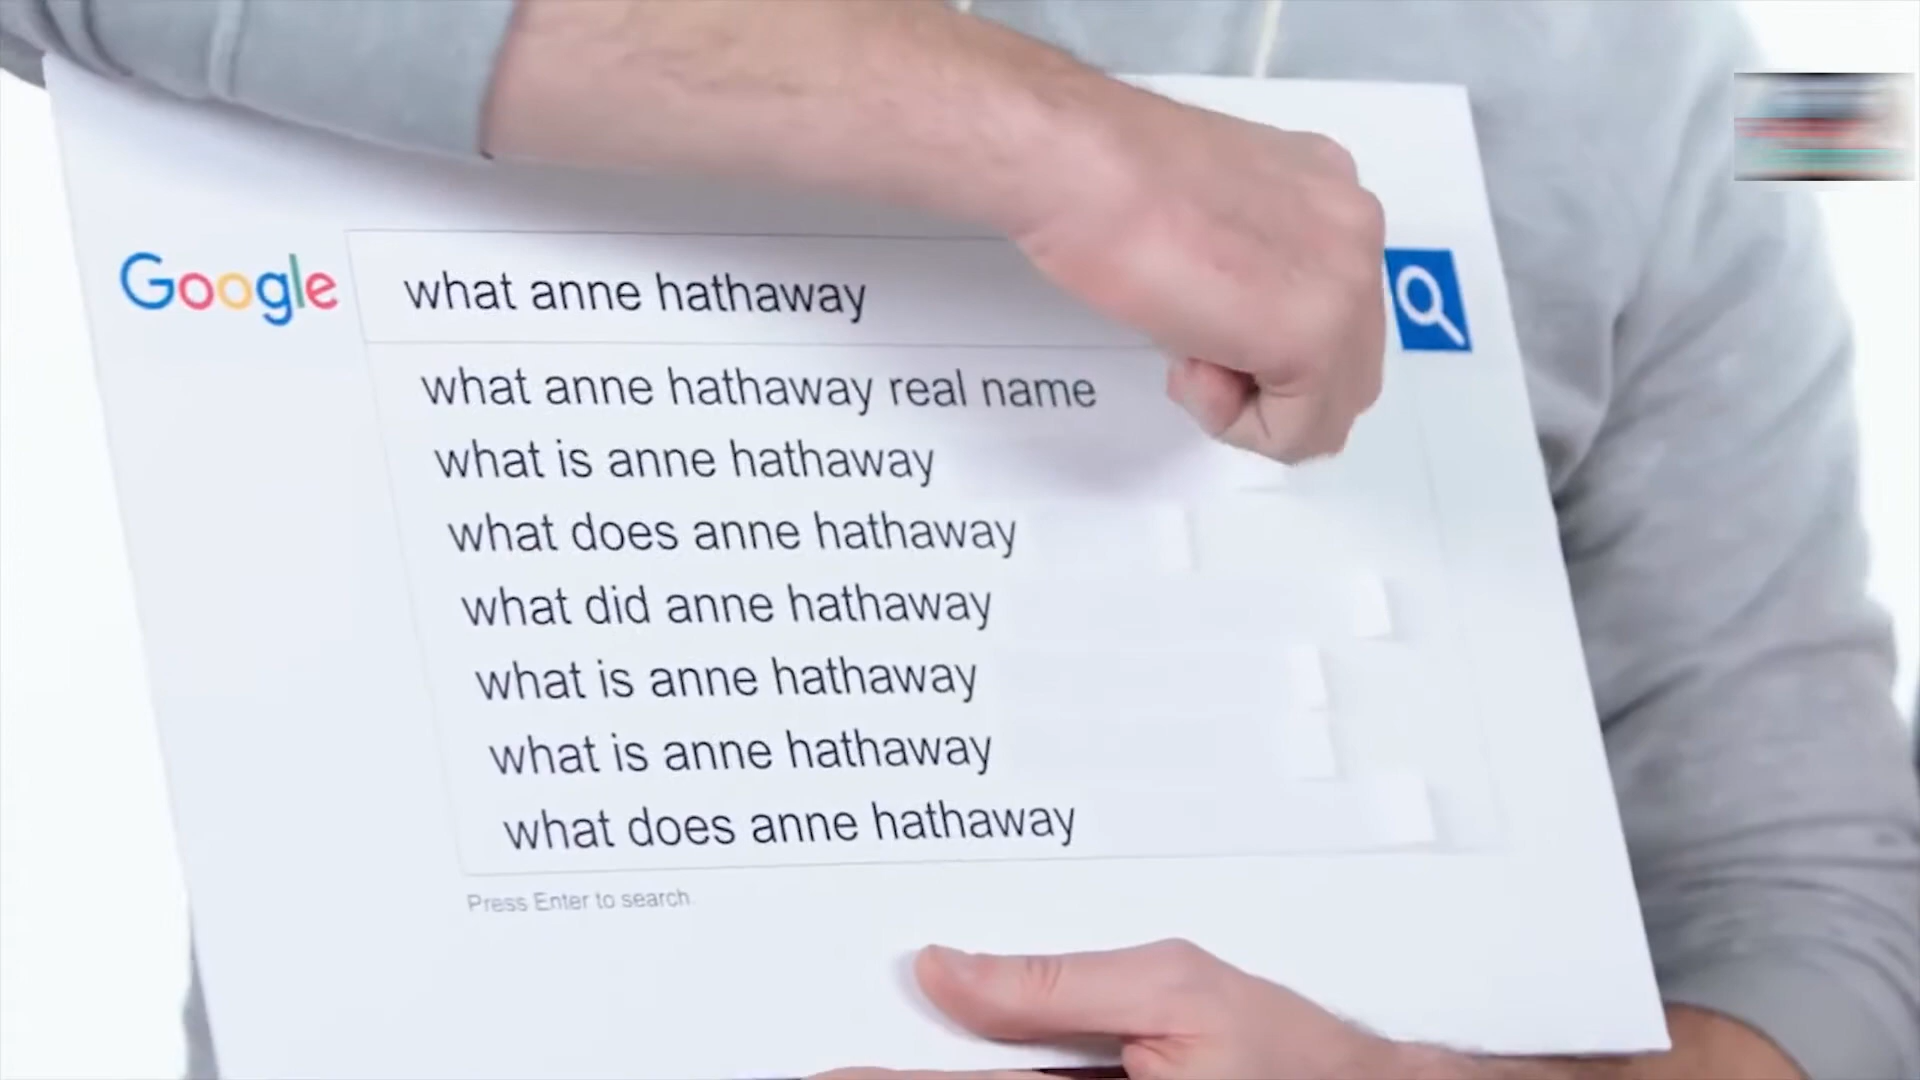 Google
what anne hathaway
what anne hathaway real name
what is anne hathaway
what does anne hathaway
what did anne hathaway
what is anne hathaway
what is anne hathaway
what does anne hathaway
Press Enter to search.